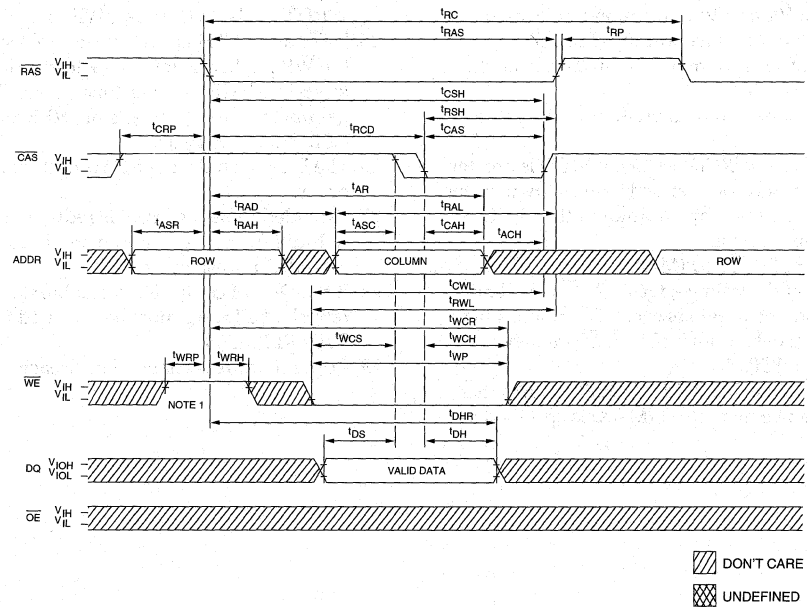 tRC
tRAS
tRP
RAS VIH
VIL
tCSH
tRSH
tCRP
tRCD
tCAS
CAS VIH
VIL
tAR
tRAD
tRAL
tASR
tRAH
tASC
tCAH
tACH
ADDR VIH
VIL
ROW
COLUMN
ROW
tCWL
tRWL
tWCR
tWCS
tWCH
tWRP
tWRH
tWP
WE VIH
VIL
NOTE 1
tDHR
tDS
tDH
DQ VIOH
VIOL
VALID DATA
OE VIH
VIL
DON'T CARE
UNDEFINED